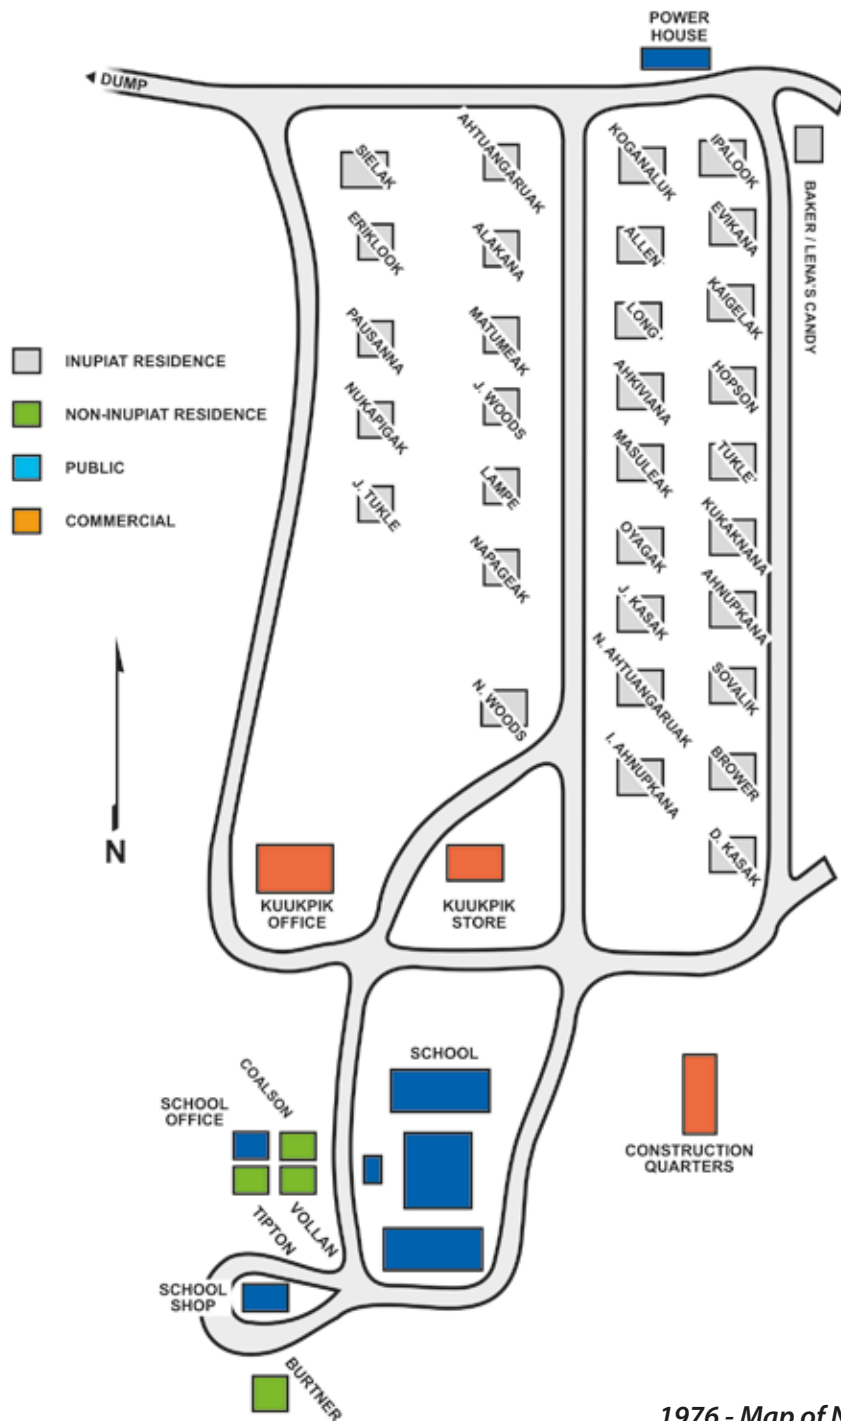 POWER
HOUSE
DUMP
SIELAK
AHTUANGARUAK
KOGANALUK
IPALOOK
BAKER / LENA'S CANDY
ERIKLOOK
ALAKANA
ALLEN
EVIKANA
PAUSANNA
MATUMEAK
LONG
KAIGELAK
INUPIAT RESIDENCE
NON-INUPIAT RESIDENCE
PUBLIC
COMMERCIAL
NUKAPIGAK
J. WOODS
AHKIVIANA
HOPSON
J. TUKLE
LAMPE
MASULEAK
TUKLE
NAPAGEAK
OYAGAK
KUKAKNANA
J. KASAK
AHNUPKANA
N. WOODS
N. AHTUANGARUAK
SOVALIK
I. AHNUPKANA
BROWER
D. KASAK
N
KUUKPIK
OFFICE
KUUKPIK
STORE
SCHOOL
COALSON
SCHOOL
OFFICE
CONSTRUCTION
QUARTERS
TIPTON
VOLLAN
SCHOOL
SHOP
BURTNER
1976 - Map of N